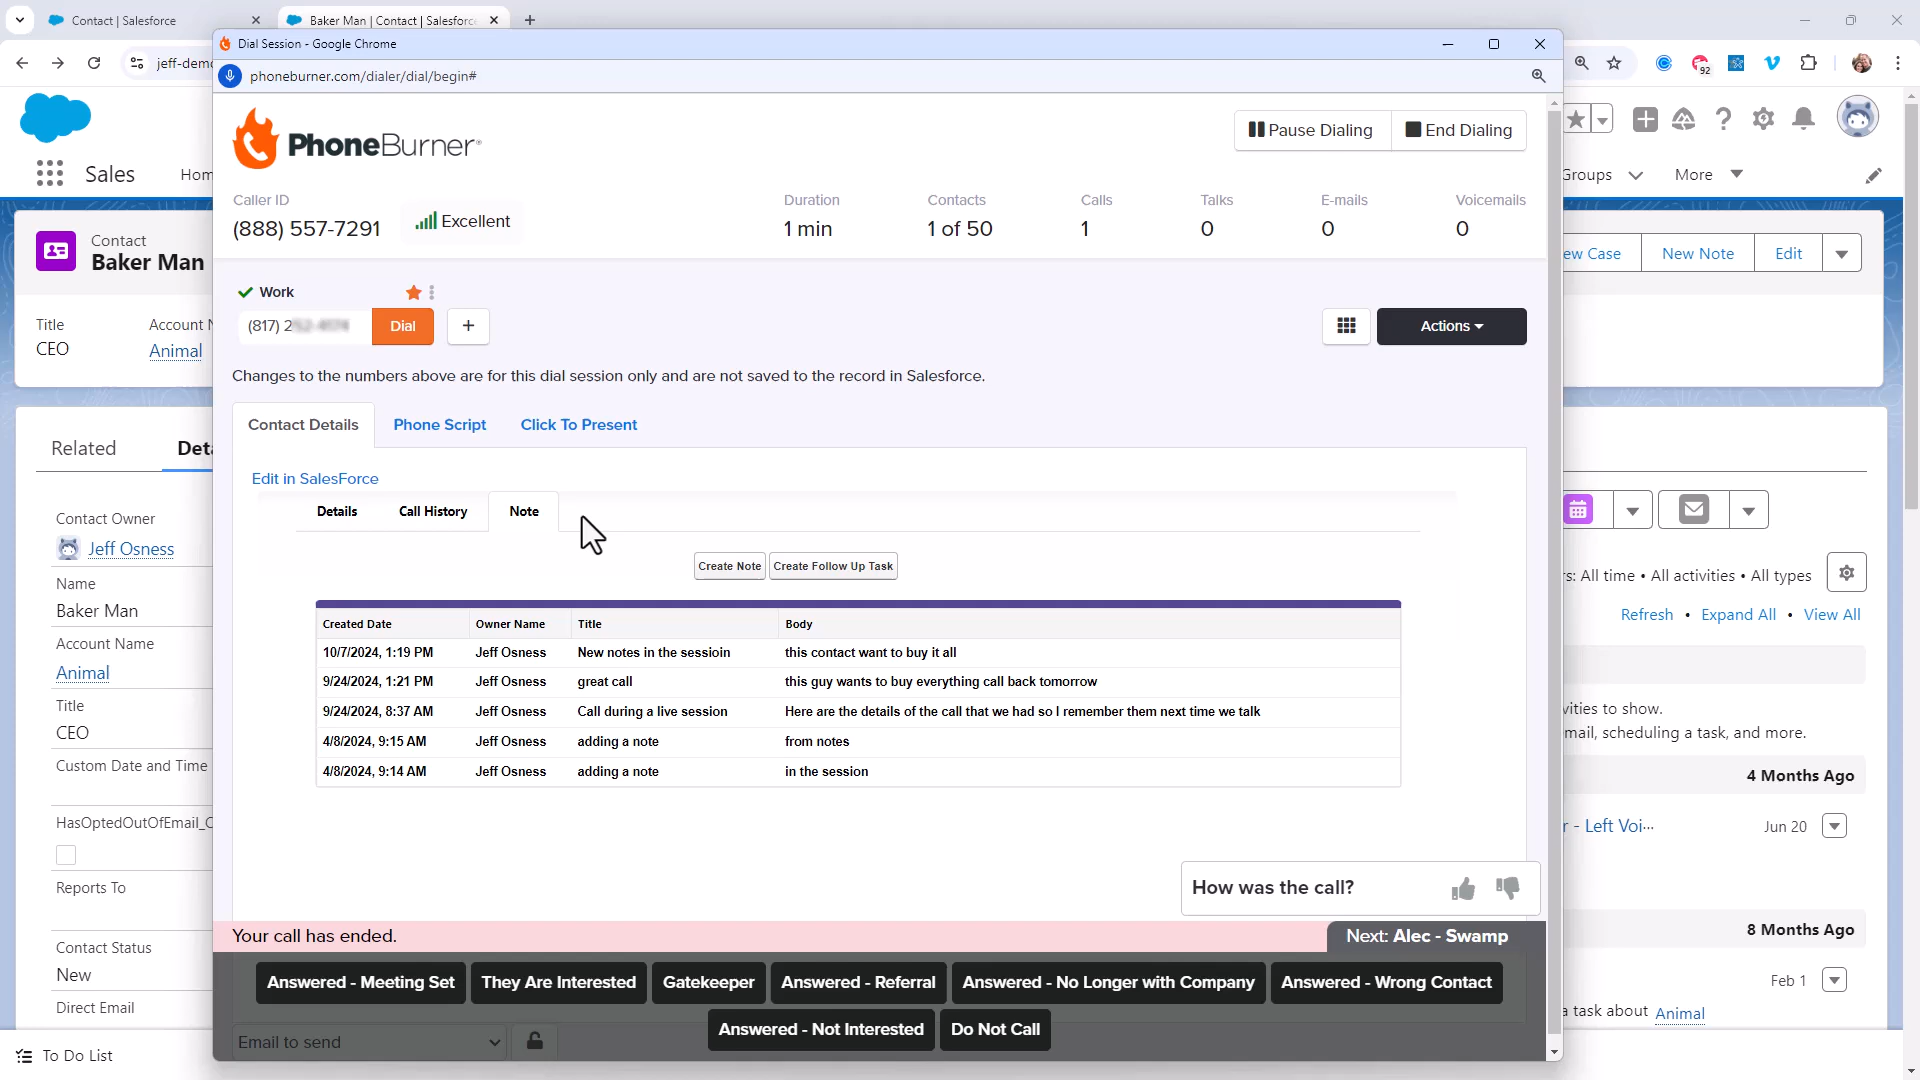 Contact | Salesforce
Baker Man | Contact | Salesforce
Dial Session - Google Chrome
jeff-demo
phoneburner.com/dialer/dial/begin#
92
PhoneBurner
Pause Dialing
End Dialing
Sales
Hom
Groups
More
Caller ID
(888) 557-7291
Excellent
Duration
1 min
Contacts
1 of 50
Calls
1
Talks
0
E-mails
0
Voicemails
0
Contact
Baker Man
ew Case
New Note
Edit
Title
CEO
Account N
Animal
Work
(817) 2
Dial
+
Actions
Changes to the numbers above are for this dial session only and are not saved to the record in Salesforce.
Contact Details
Phone Script
Click To Present
Related
Deta
Edit in SalesForce
Details
Call History
Note
Create Note
Create Follow Up Task
Created Date Owner Name Title Body
10/7/2024, 1:19 PM Jeff Osness New notes in the sessioin this contact want to buy it all
9/24/2024, 1:21 PM Jeff Osness great call this guy wants to buy everything call back tomorrow
9/24/2024, 8:37 AM Jeff Osness Call during a live session Here are the details of the call that we had so I remember them next time we talk
4/8/2024, 9:15 AM Jeff Osness adding a note from notes
4/8/2024, 9:14 AM Jeff Osness adding a note in the session
Contact Owner
Jeff Osness
Name
Baker Man
Account Name
Animal
Title
CEO
Custom Date and Time
HasOptedOutOfEmail_C
Reports To
Contact Status
New
Direct Email
rs: All time • All activities • All types
Refresh • Expand All • View All
vities to show.
mail, scheduling a task, and more.
4 Months Ago
r - Left Voi...
Jun 20
8 Months Ago
Feb 1
a task about Animal
How was the call?
Your call has ended.
Next: Alec - Swamp
Answered - Meeting Set
They Are Interested
Gatekeeper
Answered - Referral
Answered - No Longer with Company
Answered - Wrong Contact
Answered - Not Interested
Do Not Call
Email to send
To Do List